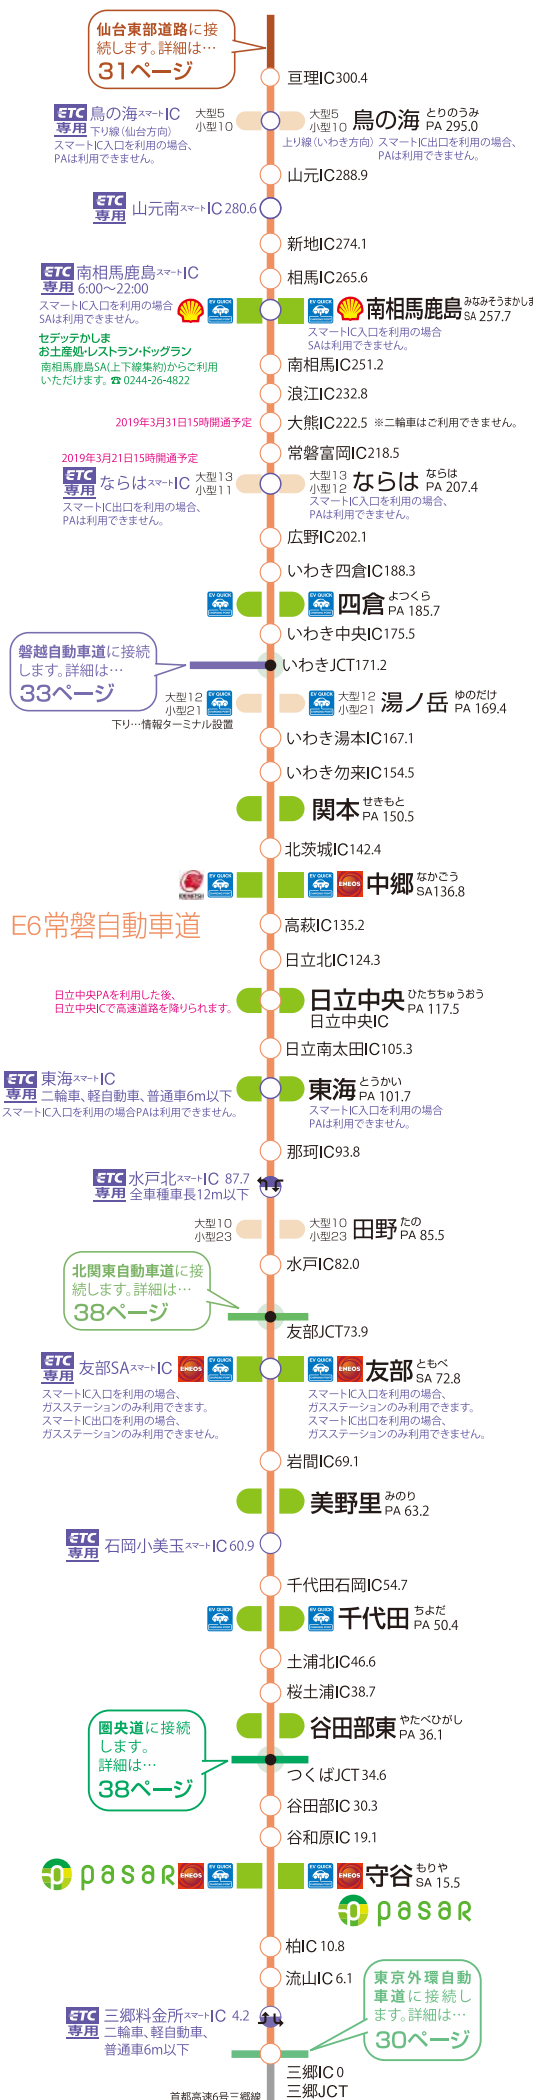 仙台東部道路に接
続します。詳細は…
31ページ
亘理IC300.4
ETC
専用
鳥の海スマートIC
下り線(仙台方向)
スマートIC入口を利用の場合、
PAは利用できません。
大型5
小型10
大型5
小型10
鳥の海 とりのうみ
PA 295.0
上り線(いわき方向)
スマートIC出口を利用の場合、
PAは利用できません。
山元IC288.9
ETC
専用
山元南スマートIC280.6
新地IC274.1
相馬IC265.6
ETC
専用
南相馬鹿島スマートIC
6:00〜22:00
スマートIC入口を利用の場合
SAは利用できません。
EV QUICK
EV QUICK
南相馬鹿島 みなみそうまかしま
SA 257.7
スマートIC入口を利用の場合
SAは利用できません。
セデッテかしま
お土産処・レストラン・ドッグラン
南相馬鹿島SA(上下線集約)からご利用
いただけます。☎0244-26-4822
南相馬IC251.2
浪江IC232.8
2019年3月31日15時開通予定
大熊IC222.5 ※二輪車はご利用できません。
常磐富岡IC218.5
2019年3月21日15時開通予定
ETC
専用
ならはスマートIC
スマートIC出口を利用の場合、
PAは利用できません。
大型13
小型11
大型13
小型12
ならは ならは
PA 207.4
スマートIC入口を利用の場合、
PAは利用できません。
広野IC202.1
いわき四倉IC188.3
EV QUICK
EV QUICK
四倉 よつくら
PA 185.7
いわき中央IC175.5
磐越自動車道に接続
します。詳細は…
33ページ
いわきJCT171.2
大型12
小型21
EV QUICK
下り…情報ターミナル設置
EV QUICK
大型12
小型21
湯ノ岳 ゆのだけ
PA 169.4
いわき湯本IC167.1
いわき勿来IC154.5
関本 せきもと
PA 150.5
北茨城IC142.4
IDEMITSU
EV QUICK
EV QUICK
ENEOS
中郷 なかごう
SA136.8
E6常磐自動車道
高萩IC135.2
日立北IC124.3
日立中央PAを利用した後、
日立中央ICで高速道路を降りられます。
日立中央 ひたちちゅうおう
PA 117.5
日立中央IC
日立南太田IC105.3
ETC
専用
東海スマートIC
二輪車、軽自動車、普通車6m以下
スマートIC入口を利用の場合PAは利用できません。
東海 とうかい
PA 101.7
スマートIC入口を利用の場合
PAは利用できません。
那珂IC93.8
ETC
専用
水戸北スマートIC 87.7
全車種車長12m以下
大型10
小型23
大型10
小型23
田野 たの
PA 85.5
水戸IC82.0
北関東自動車道に接
続します。詳細は…
38ページ
友部JCT73.9
ETC
専用
友部SAスマートIC
ENEOS
EV QUICK
EV QUICK
ENEOS
友部 ともべ
SA 72.8
スマートIC入口を利用の場合、
ガスステーションのみ利用できます。
スマートIC出口を利用の場合、
ガスステーションのみ利用できません。
スマートIC入口を利用の場合、
ガスステーションのみ利用できます。
スマートIC出口を利用の場合、
ガスステーションのみ利用できません。
岩間IC69.1
美野里 みのり
PA 63.2
ETC
専用
石岡小美玉スマートIC60.9
千代田石岡IC54.7
EV QUICK
EV QUICK
千代田 ちよだ
PA 50.4
土浦北IC46.6
桜土浦IC38.7
谷田部東 やたべひがし
PA 36.1
圏央道に接続
します。
詳細は…
38ページ
つくばJCT34.6
谷田部IC 30.3
谷和原IC 19.1
pasar
ENEOS
EV QUICK
EV QUICK
ENEOS
守谷 もりや
SA 15.5
pasar
柏IC 10.8
流山IC 6.1
ETC
専用
三郷料金所スマートIC 4.2
二輪車、軽自動車、
普通車6m以下
東京外環自動
車道に接続し
ます。詳細は…
30ページ
三郷IC 0
三郷JCT
首都高速6号三郷線